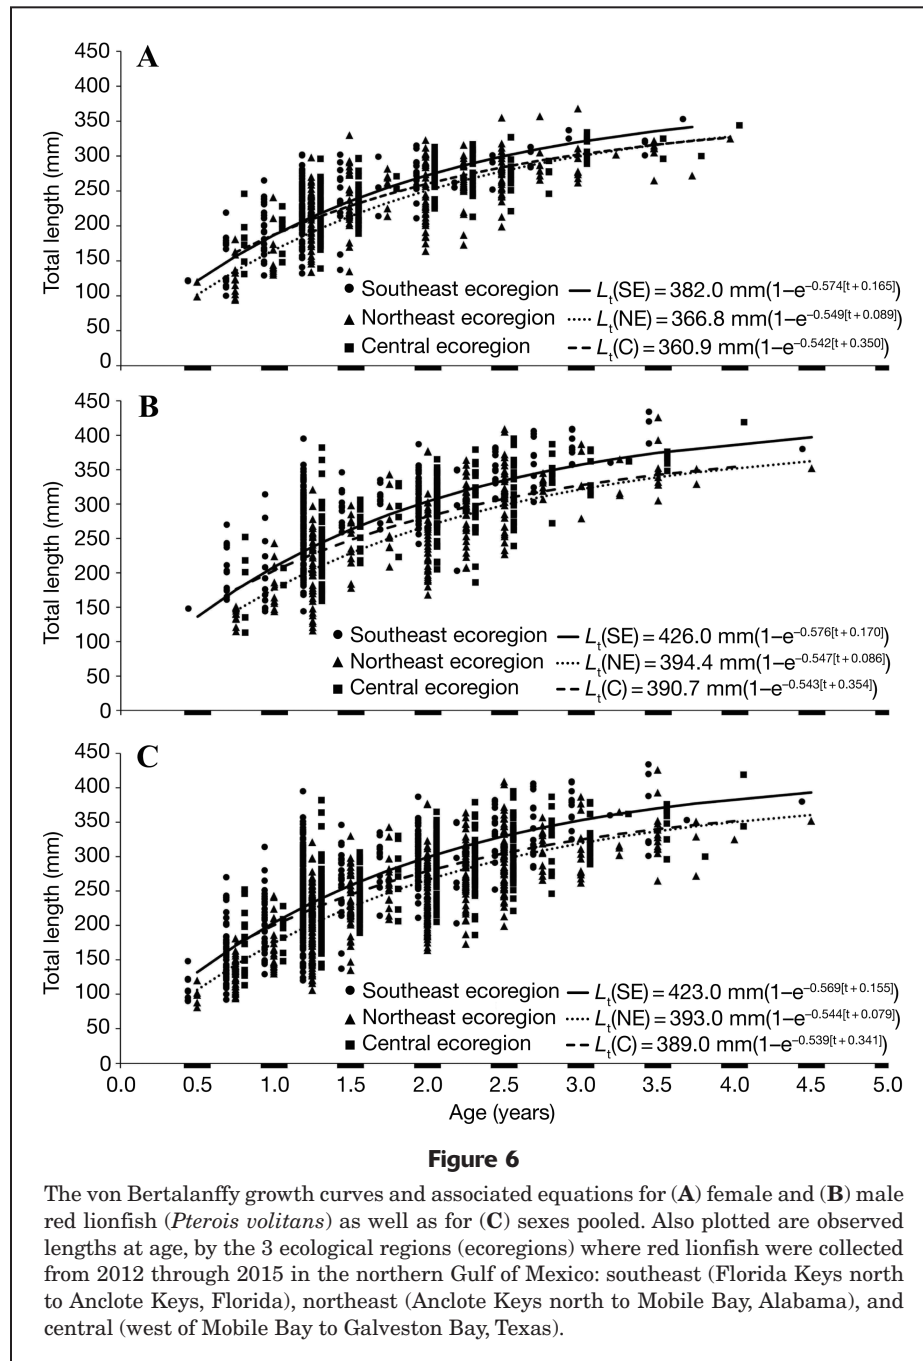 450
A
400
350
300
250
200
150
100
50
0
Total length (mm)
Southeast ecoregion Lt(SE) = 382.0 mm(1–e–0.574[t + 0.165])
Northeast ecoregion Lt(NE) = 366.8 mm(1–e–0.549[t + 0.089])
Central ecoregion Lt(C) = 360.9 mm(1–e–0.542[t + 0.350])
450
B
400
350
300
250
200
150
100
50
0
Total length (mm)
Southeast ecoregion Lt(SE) = 426.0 mm(1–e–0.576[t + 0.170])
Northeast ecoregion Lt(NE) = 394.4 mm(1–e–0.547[t + 0.086])
Central ecoregion Lt(C) = 390.7 mm(1–e–0.543[t + 0.354])
450
C
400
350
300
250
200
150
100
50
0
Total length (mm)
Southeast ecoregion Lt(SE) = 423.0 mm(1–e–0.569[t + 0.155])
Northeast ecoregion Lt(NE) = 393.0 mm(1–e–0.544[t + 0.079])
Central ecoregion Lt(C) = 389.0 mm(1–e–0.539[t + 0.341])
0.0 0.5 1.0 1.5 2.0 2.5 3.0 3.5 4.0 4.5 5.0
Age (years)
Figure 6
The von Bertalanffy growth curves and associated equations for (A) female and (B) male
red lionfish (Pterois volitans) as well as for (C) sexes pooled. Also plotted are observed
lengths at age, by the 3 ecological regions (ecoregions) where red lionfish were collected
from 2012 through 2015 in the northern Gulf of Mexico: southeast (Florida Keys north
to Anclote Keys, Florida), northeast (Anclote Keys north to Mobile Bay, Alabama), and
central (west of Mobile Bay to Galveston Bay, Texas).